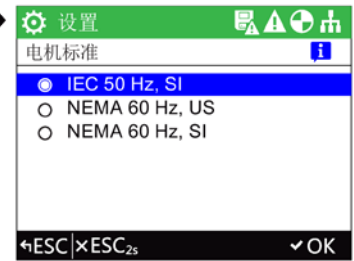 设置
电机标准
IEC 50 Hz, SI
NEMA 60 Hz, US
NEMA 60 Hz, SI
ESC ESC2s OK